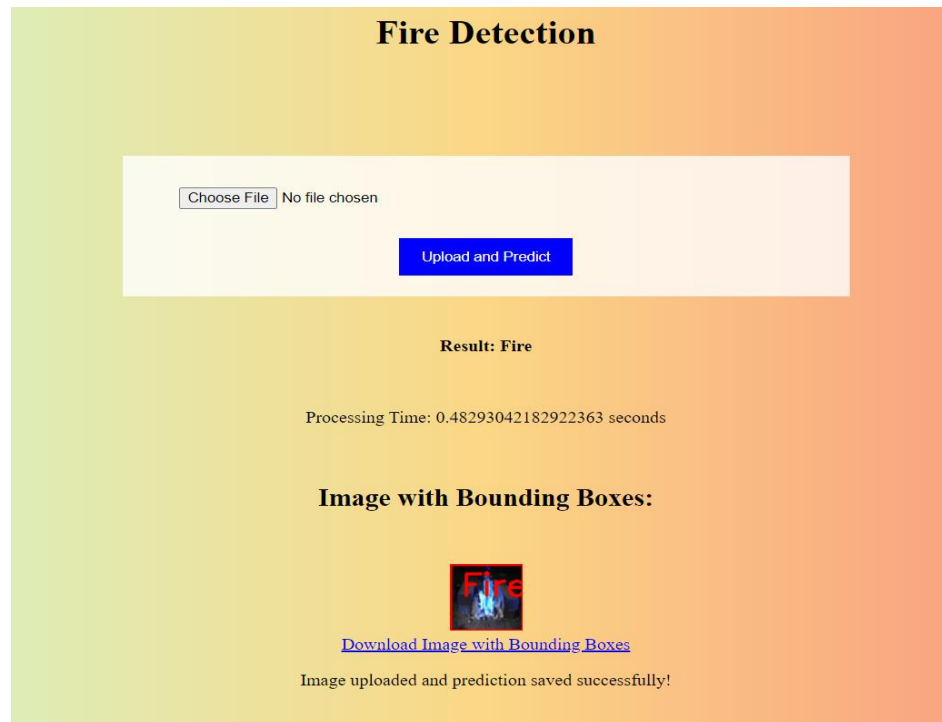 Fire Detection
Choose File No file chosen
Upload and Predict
Result: Fire
Processing Time: 0.48293042182922363 seconds
Image with Bounding Boxes:
Fire
Download Image with Bounding Boxes
Image uploaded and prediction saved successfully!